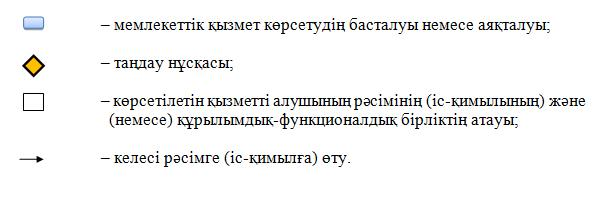 – мемлекеттік қызмет көрсетудің басталуы немесе аяқталуы;
– таңдау нұсқасы;
– көрсетілетін қызметті алушының рәсімінің (іс-қимылының) және
(немесе) құрылымдық-функционалдық бірліктің атауы;
– келесі рәсімге (іс-қимылға) өту.